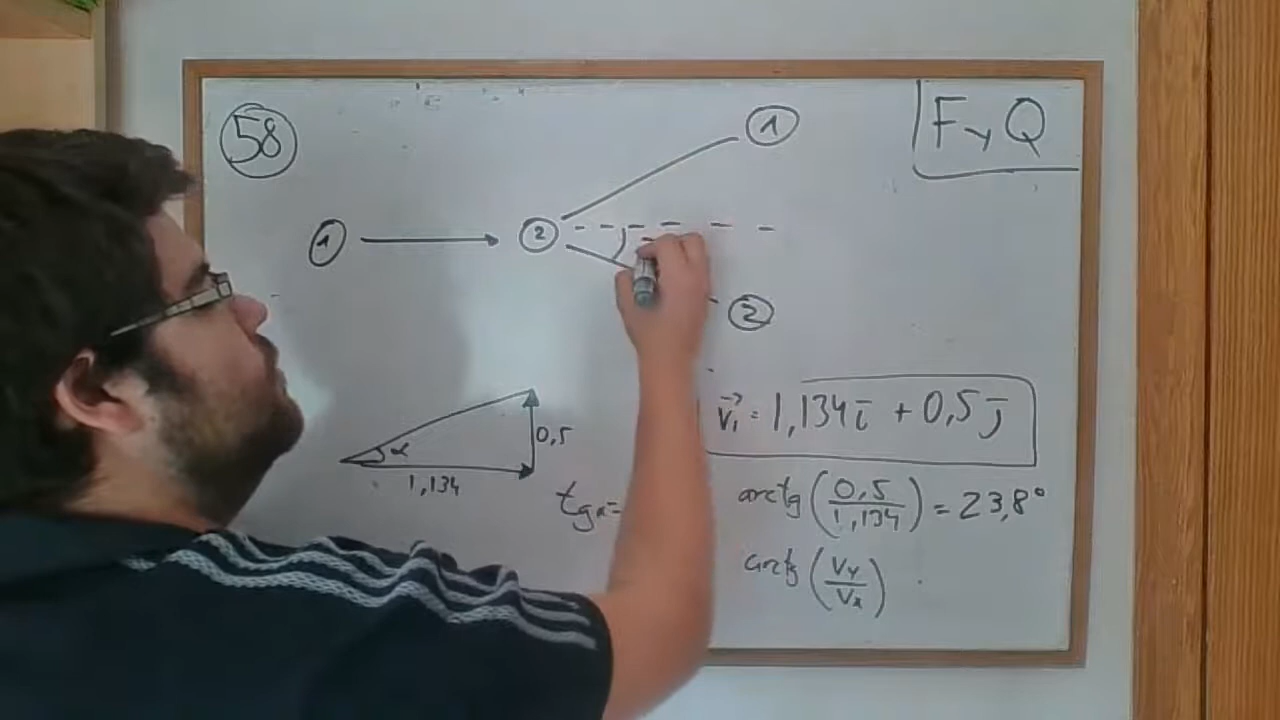 58
F y Q
1
1
2
2
v⃗₁ = 1,134 i̅ + 0,5 j̅
α
0,5
1,134
tg α =
arctg (0,5/1,134) = 23,8°
arctg (Vy/Vx)